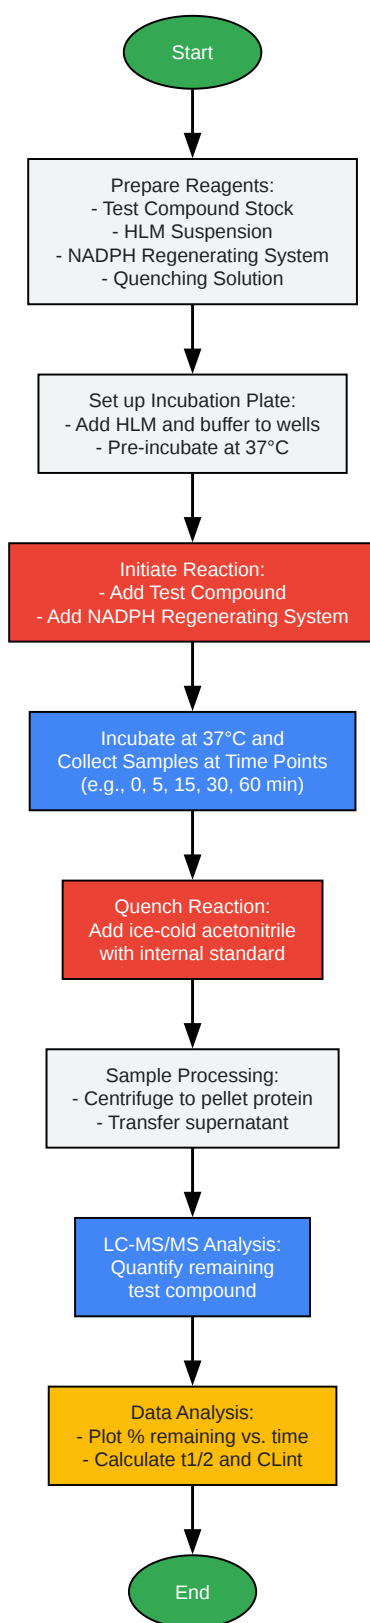 Start
Prepare Reagents:
- Test Compound Stock
- HLM Suspension
- NADPH Regenerating System
- Quenching Solution
Set up Incubation Plate:
- Add HLM and buffer to wells
- Pre-incubate at 37°C
Initiate Reaction:
- Add Test Compound
- Add NADPH Regenerating System
Incubate at 37°C and
Collect Samples at Time Points
(e.g., 0, 5, 15, 30, 60 min)
Quench Reaction:
Add ice-cold acetonitrile
with internal standard
Sample Processing:
- Centrifuge to pellet protein
- Transfer supernatant
LC-MS/MS Analysis:
Quantify remaining
test compound
Data Analysis:
- Plot % remaining vs. time
- Calculate t1/2 and CLint
End